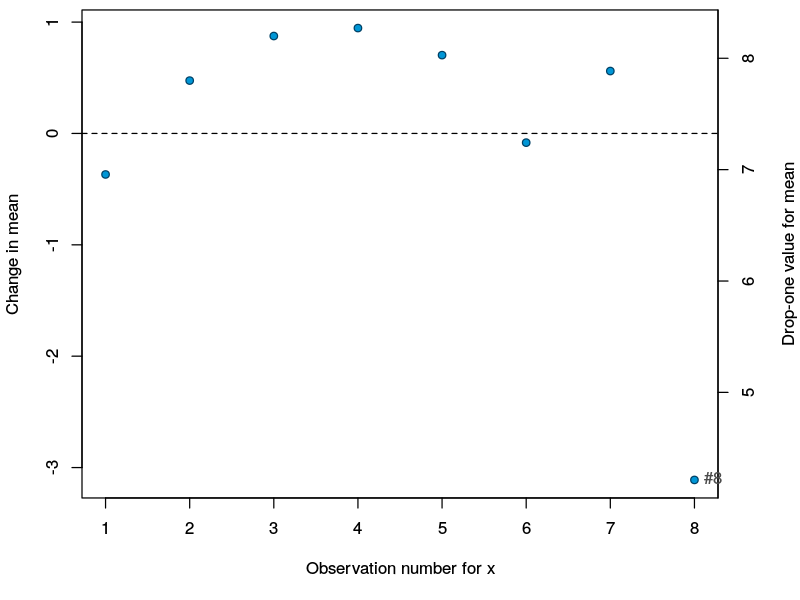 1
0
-1
-2
-3
Change in mean
8
7
6
5
Drop-one value for mean
#8
1 2 3 4 5 6 7 8
Observation number for x